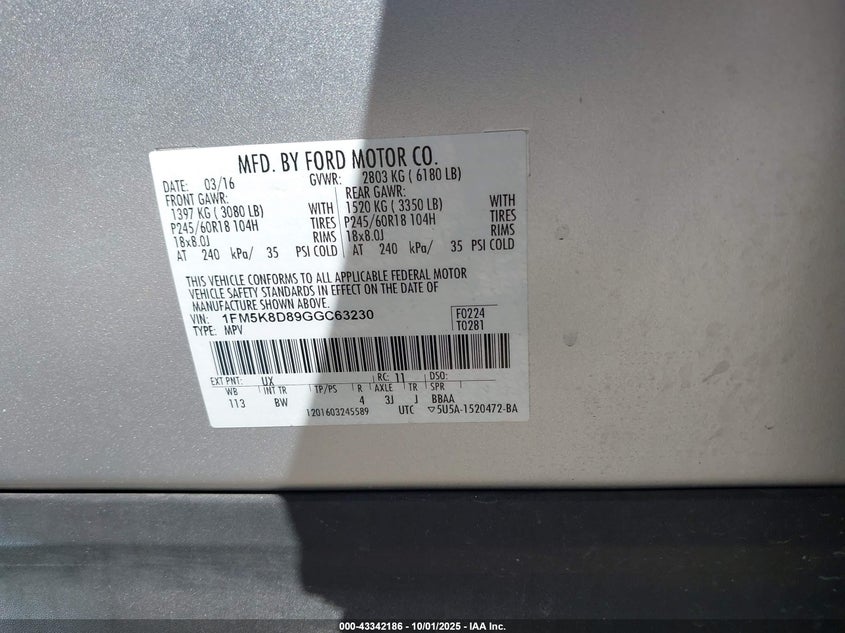 MFD. BY FORD MOTOR CO.
DATE: 03/16 GVWR: 2803 KG ( 6180 LB)
FRONT GAWR: REAR GAWR:
1397 KG ( 3080 LB) WITH 1520 KG ( 3350 LB) WITH
P245/60R18 104H TIRES P245/60R18 104H TIRES
18x8.0J RIMS 18x8.0J RIMS
AT 240 kPa/ 35 PSI COLD AT 240 kPa/ 35 PSI COLD
THIS VEHICLE CONFORMS TO ALL APPLICABLE FEDERAL MOTOR
VEHICLE SAFETY STANDARDS IN EFFECT ON THE DATE OF
MANUFACTURE SHOWN ABOVE.
VIN: 1FM5K8D89GGC63230 F0224
TYPE: MPV T0281
EXT PNT: UX RC: 11 DSO:
WB INT TR TP/PS R AXLE TR SPR
113 BW 4 3J J BBAA
1201603245589 UTC ▽5U5A-1520472-BA
000-43342186 - 10/01/2025 - IAA Inc.